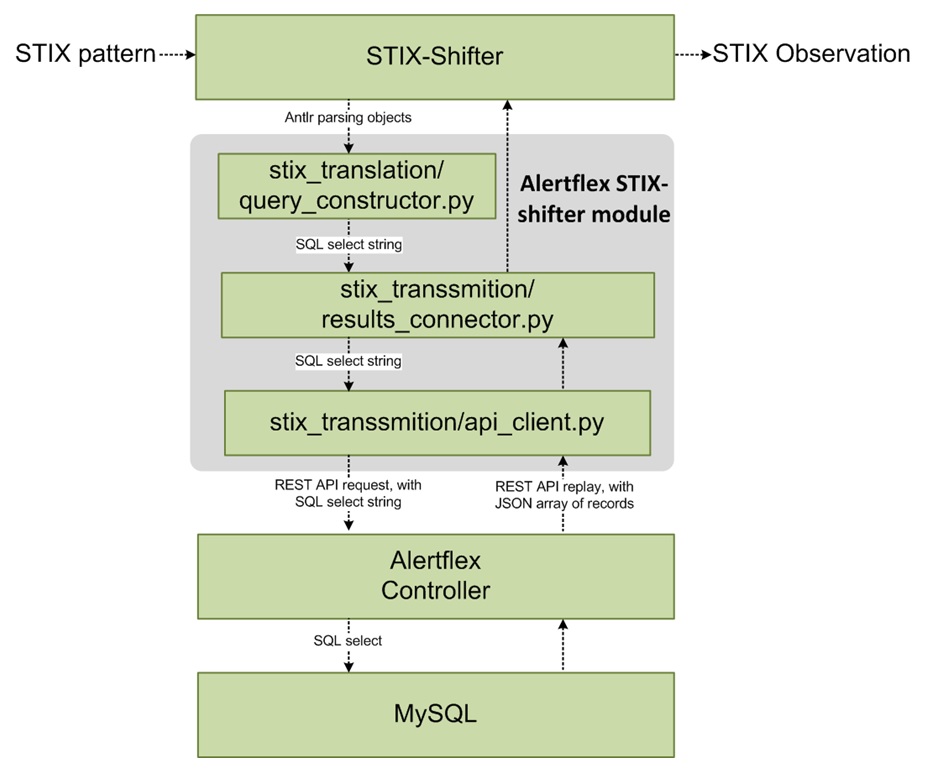 STIX pattern
STIX-Shifter
STIX Observation
Antlr parsing objects
stix_translation/
query_constructor.py
Alertflex STIX-
shifter module
SQL select string
stix_transsmition/
results_connector.py
SQL select string
stix_transsmition/api_client.py
REST API request, with
SQL select string
REST API replay, with
JSON array of records
Alertflex
Controller
SQL select
MySQL